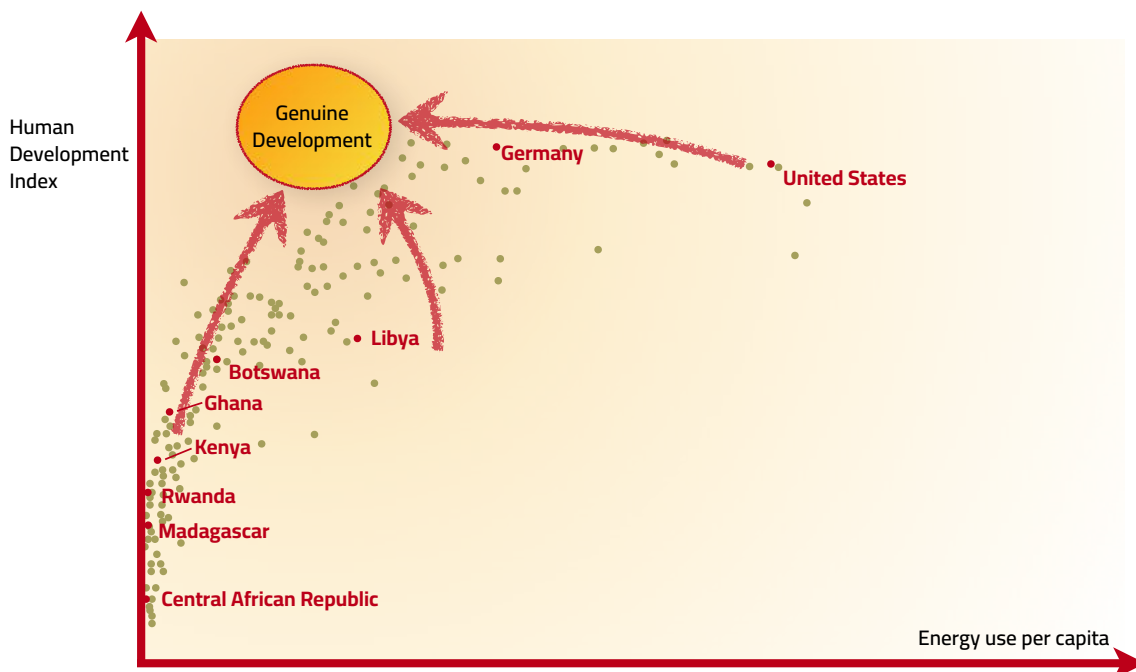 Human
Development
Index
Genuine
Development
Germany
United States
Libya
Botswana
Ghana
Kenya
Rwanda
Madagascar
Central African Republic
Energy use per capita